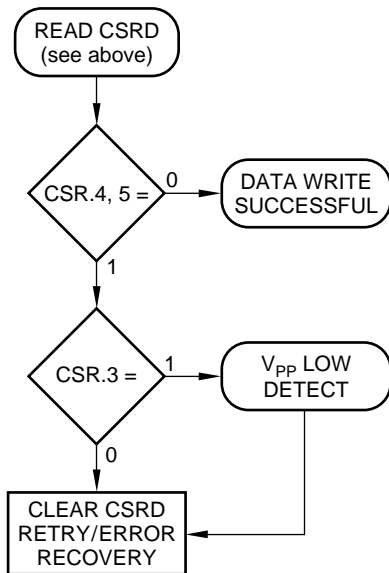 READ CSRD
(see above)
CSR.4, 5 =
0
DATA WRITE
SUCCESSFUL
1
CSR.3 =
1
VPP LOW
DETECT
0
CLEAR CSRD
RETRY/ERROR
RECOVERY